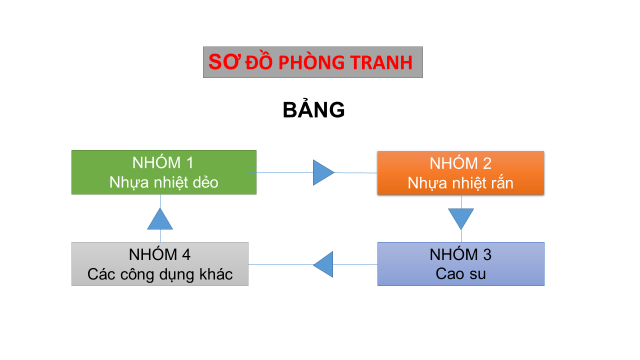 SƠ ĐỒ PHÒNG TRANH
BẢNG
NHÓM 1
Nhựa nhiệt dẻo
NHÓM 2
Nhựa nhiệt rắn
NHÓM 4
Các công dụng khác
NHÓM 3
Cao su